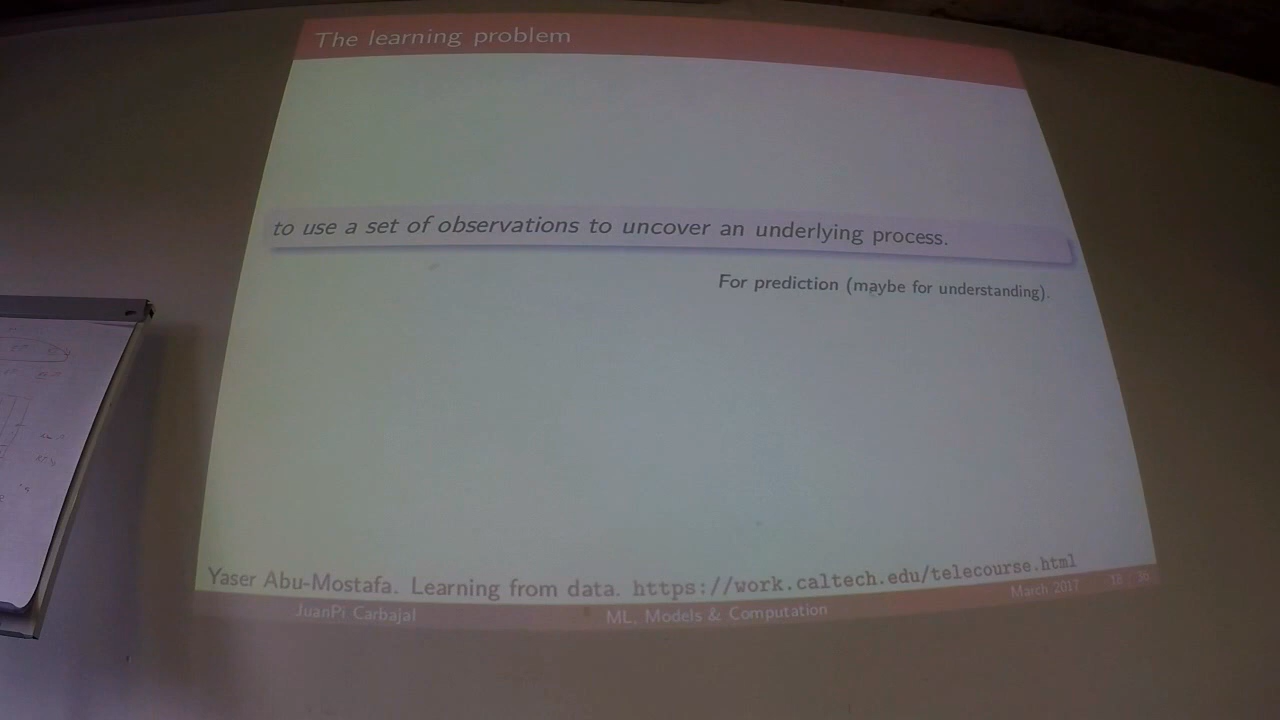 The learning problem
to use a set of observations to uncover an underlying process.
For prediction (maybe for understanding).
Yaser Abu-Mostafa. Learning from data. https://work.caltech.edu/telecourse.html
JuanPi Carbajal ML, Models & Computation March 2017 18 /